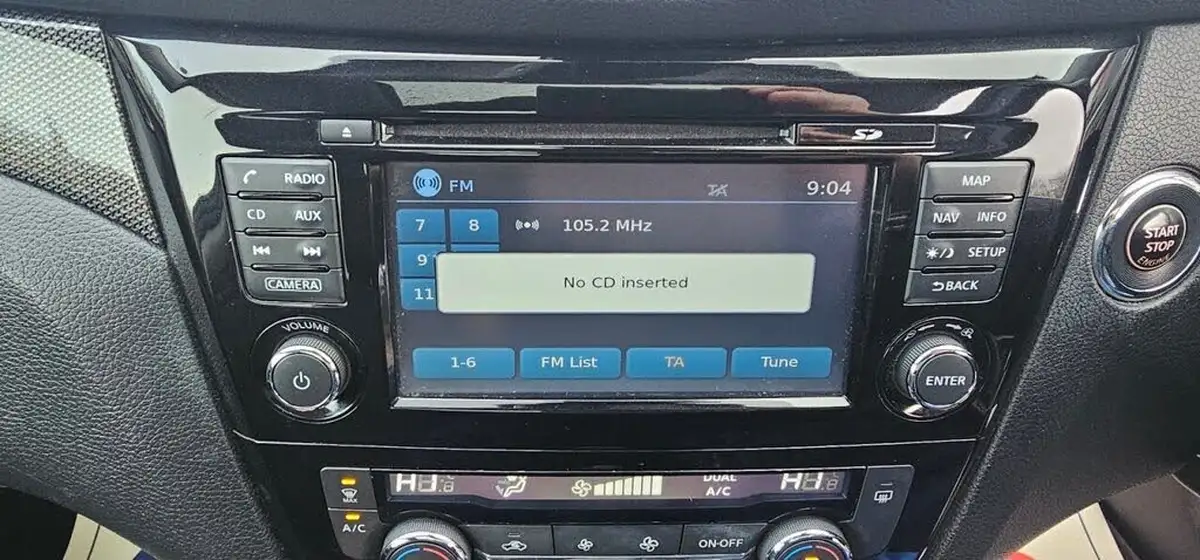 SD
RADIO
CD AUX
CAMERA
VOLUME
FM
TA
9:04
7
8
105.2 MHz
9
11
No CD inserted
1-6
FM List
TA
Tune
MAP
NAV INFO
SETUP
BACK
ENTER
START
STOP
ENGINE
MAX
A/C
HI
DUAL
A/C
HI
ON-OFF